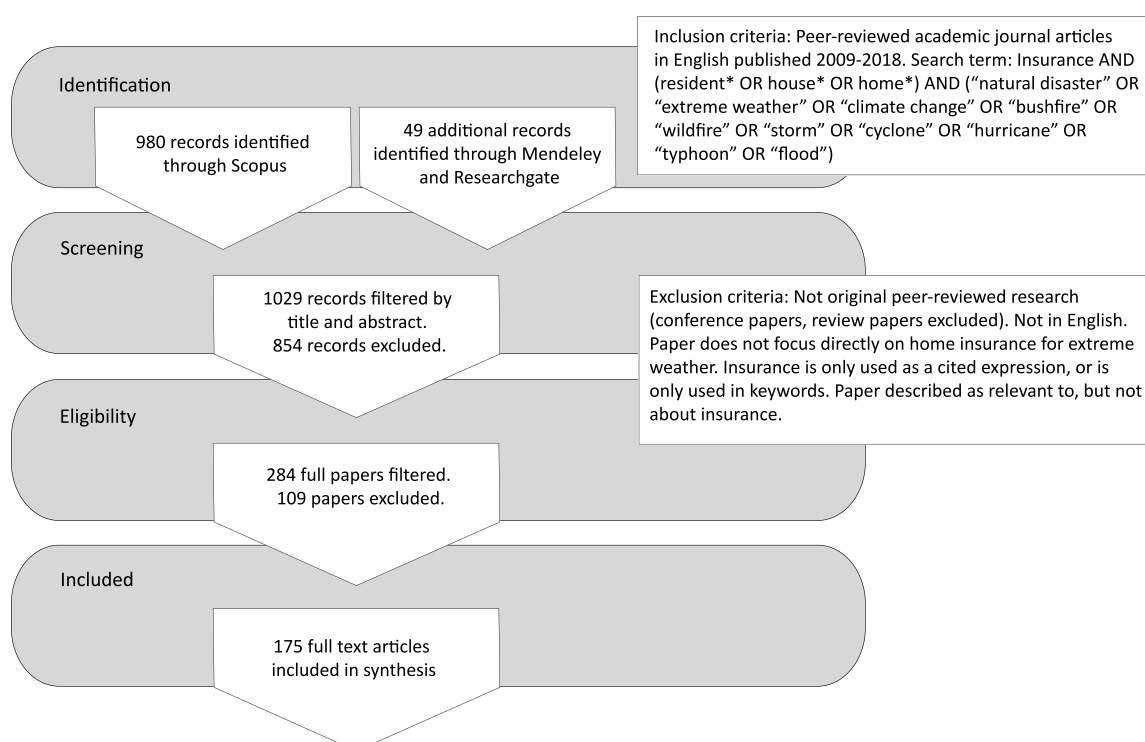 Identification
980 records identified
through Scopus
49 additional records
identified through Mendeley
and Researchgate
Inclusion criteria: Peer-reviewed academic journal articles
in English published 2009-2018. Search term: Insurance AND
(resident* OR house* OR home*) AND (“natural disaster” OR
“extreme weather” OR “climate change” OR “bushfire” OR
“wildfire” OR “storm” OR “cyclone” OR “hurricane” OR
“typhoon” OR “flood”)
Screening
1029 records filtered by
title and abstract.
854 records excluded.
Exclusion criteria: Not original peer-reviewed research
(conference papers, review papers excluded). Not in English.
Paper does not focus directly on home insurance for extreme
weather. Insurance is only used as a cited expression, or is
only used in keywords. Paper described as relevant to, but not
about insurance.
Eligibility
284 full papers filtered.
109 papers excluded.
Included
175 full text articles
included in synthesis